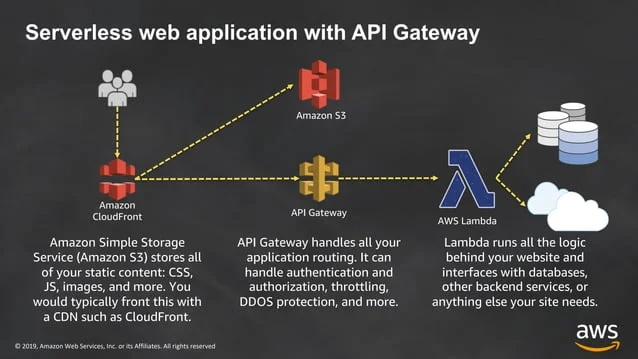 Serverless web application with API Gateway
Amazon S3
Amazon
CloudFront
API Gateway
AWS Lambda
Amazon Simple Storage
Service (Amazon S3) stores all
of your static content: CSS,
JS, images, and more. You
would typically front this with
a CDN such as CloudFront.
API Gateway handles all your
application routing. It can
handle authentication and
authorization, throttling,
DDOS protection, and more.
Lambda runs all the logic
behind your website and
interfaces with databases,
other backend services, or
anything else your site needs.
© 2019, Amazon Web Services, Inc. or its Affiliates. All rights reserved
aws